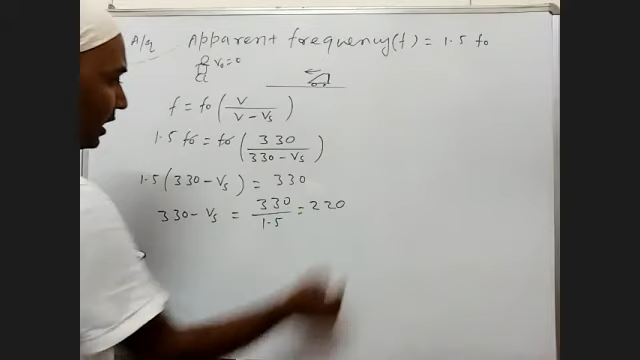 A/q Apparent frequency(f) = 1.5 fo
vo=0
f = fo ( V / V - Vs )
1.5 fo = fo ( 330 / 330 - Vs )
1.5 ( 330 - Vs ) = 330
330 - Vs = 330 / 1.5 = 220